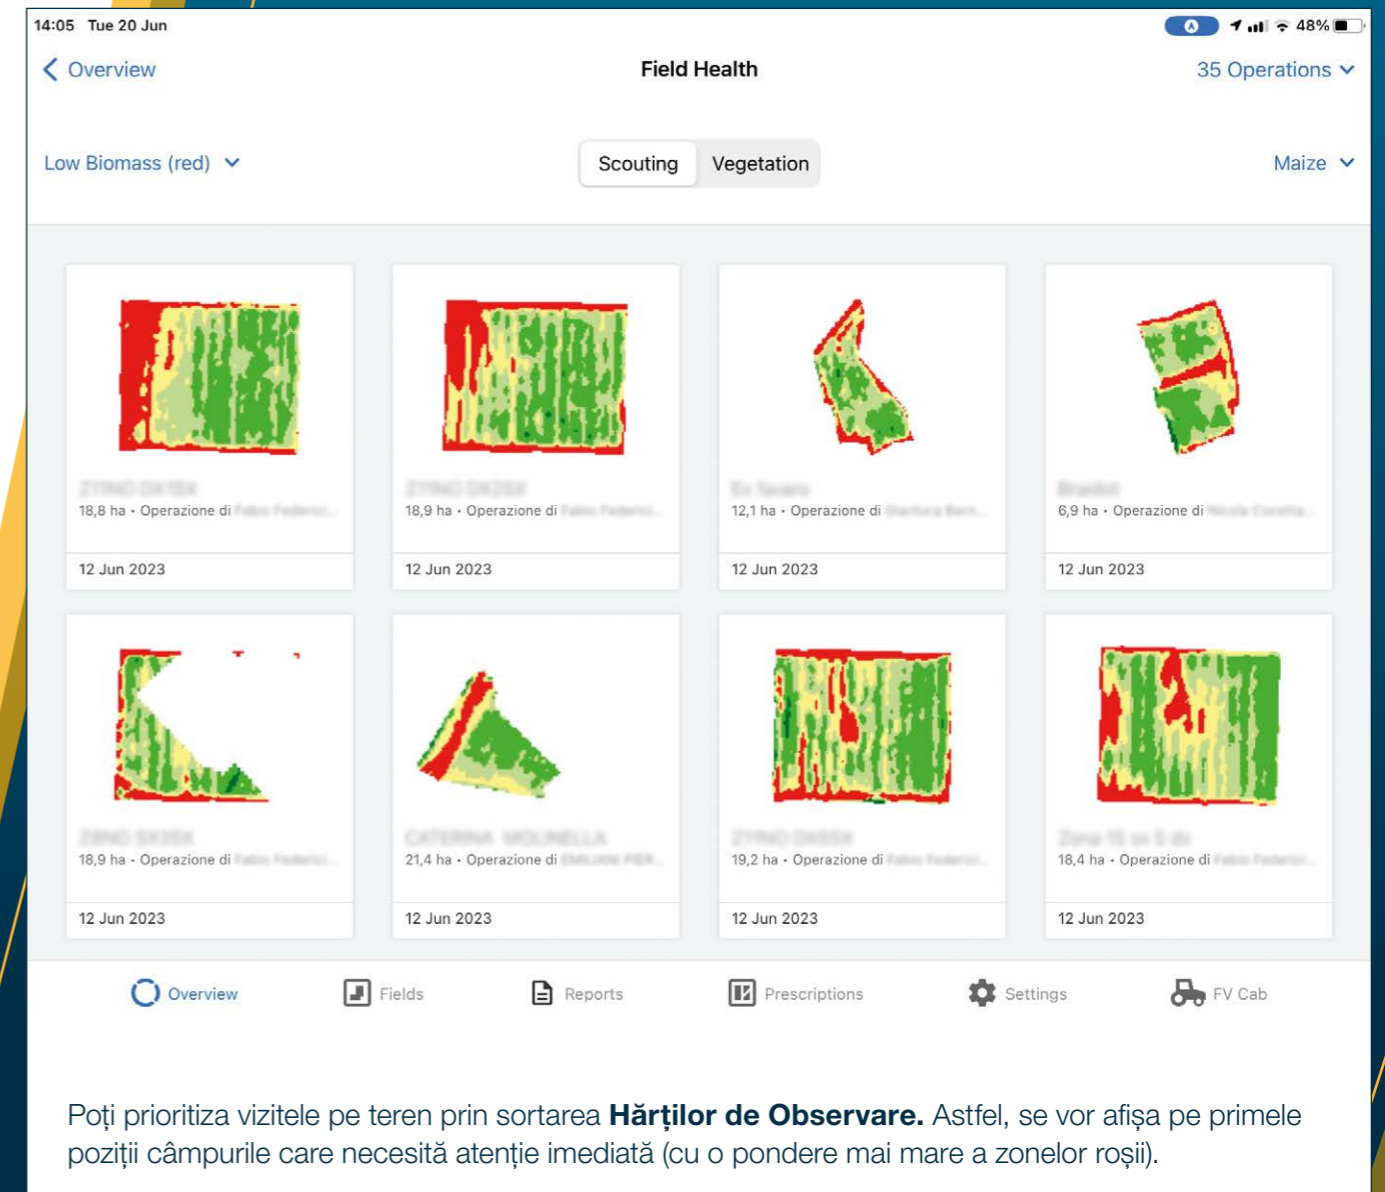 14:05 Tue 20 Jun
48%
Overview
Field Health
35 Operations
Low Biomass (red)
Scouting
Vegetation
Maize
18,8 ha · Operazione di
12 Jun 2023
18,9 ha · Operazione di
12 Jun 2023
12,1 ha · Operazione di
12 Jun 2023
6,9 ha · Operazione di
12 Jun 2023
18,9 ha · Operazione di
12 Jun 2023
21,4 ha · Operazione di
12 Jun 2023
19,2 ha · Operazione di
12 Jun 2023
18,4 ha · Operazione di
12 Jun 2023
Overview
Fields
Reports
Prescriptions
Settings
FV Cab
Poți prioritiza vizitele pe teren prin sortarea Hărților de Observare. Astfel, se vor afișa pe primele
poziții câmpurile care necesită atenție imediată (cu o pondere mai mare a zonelor roșii).